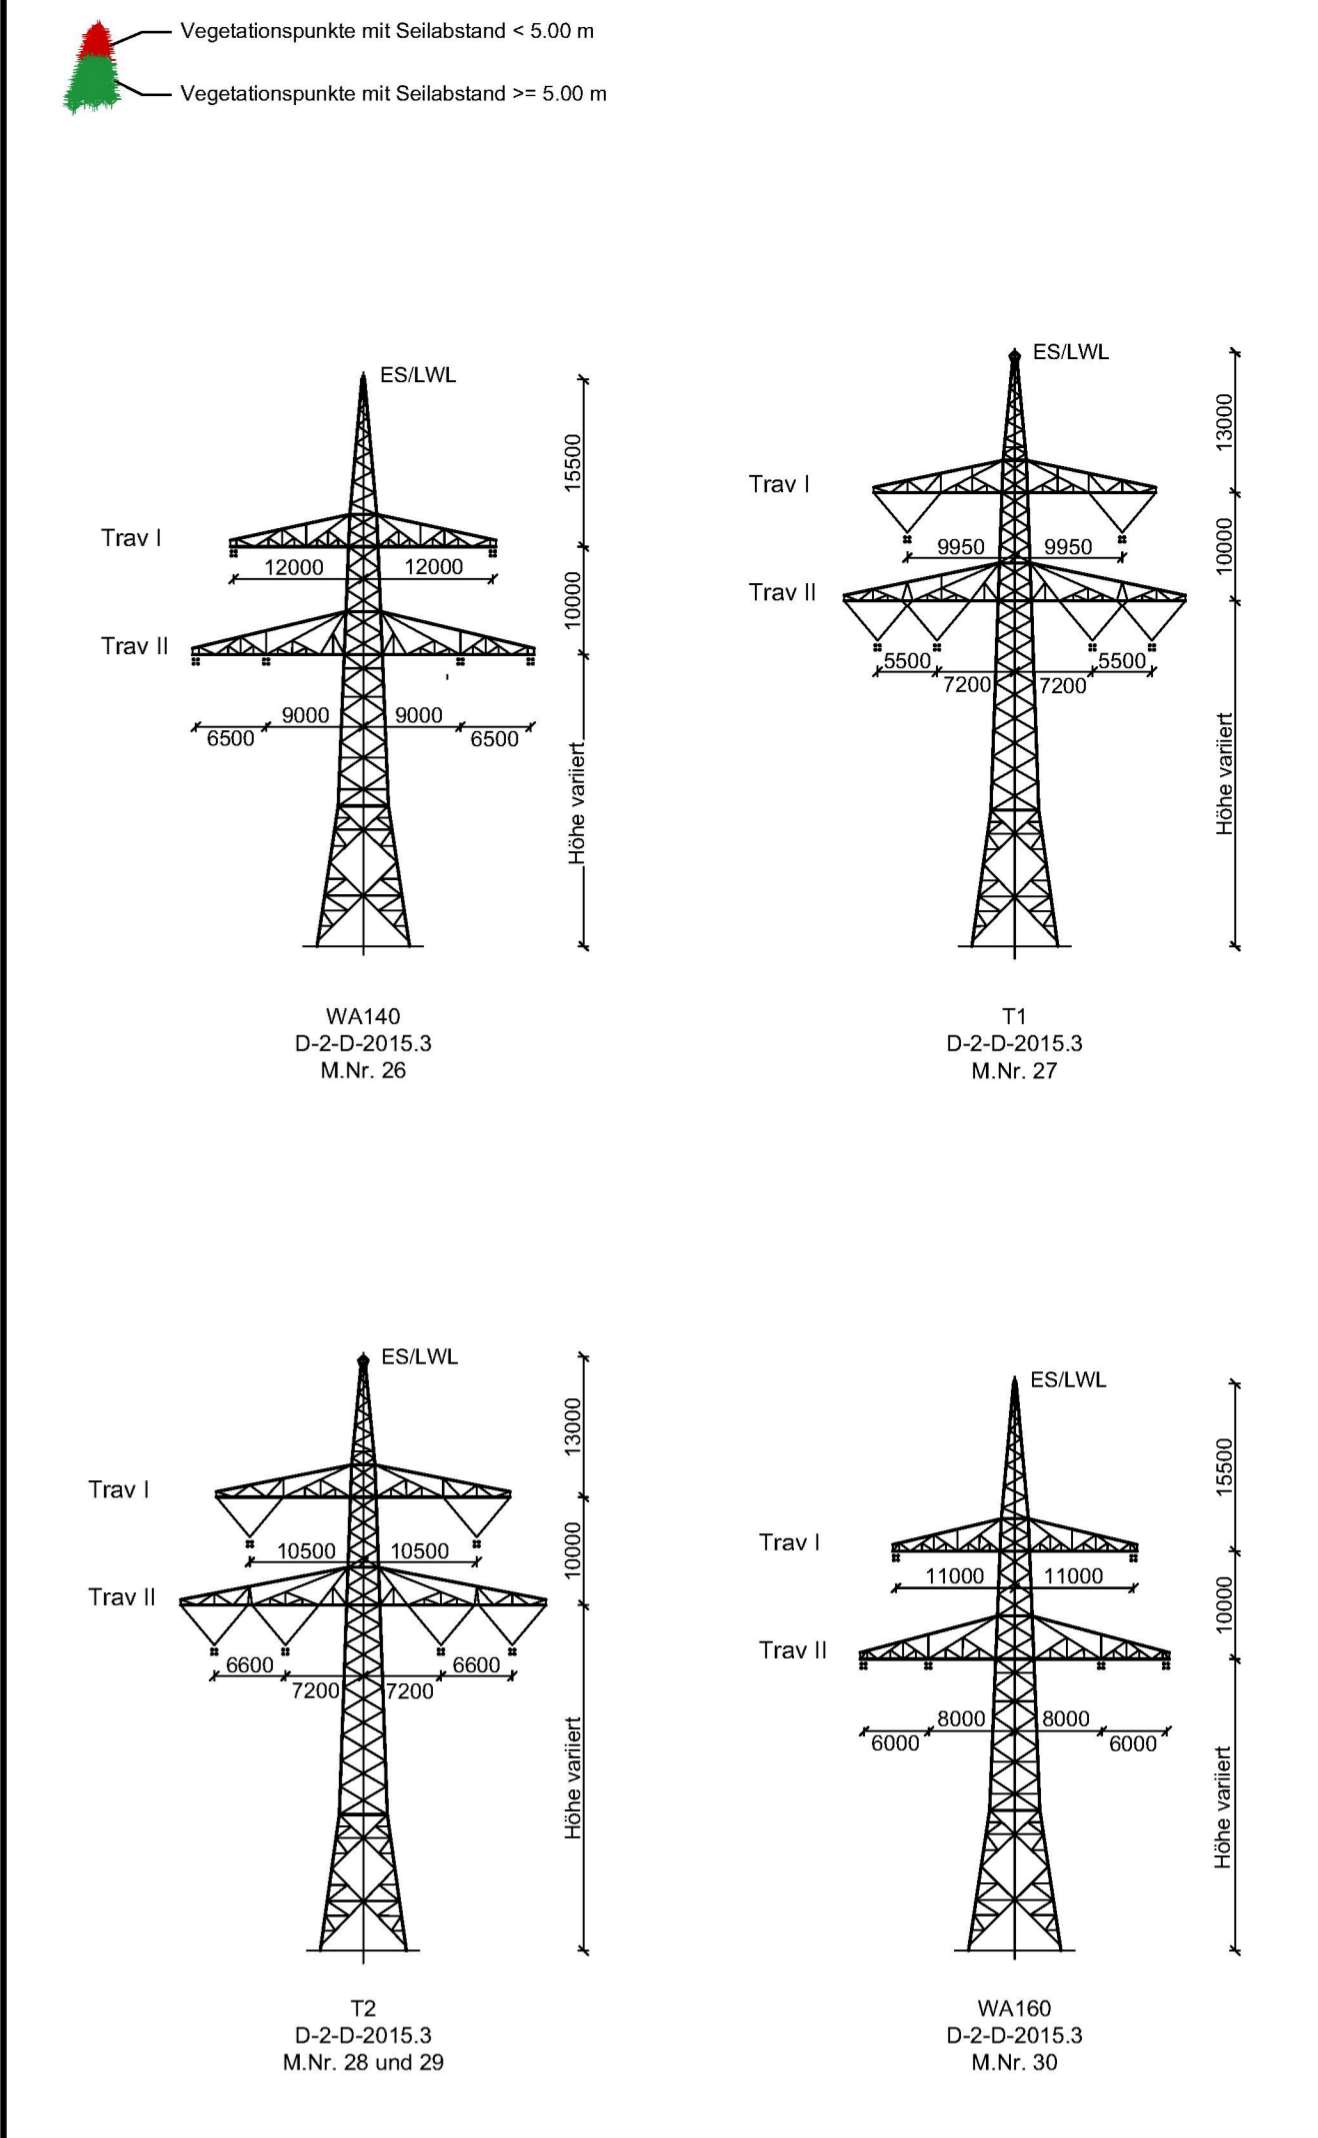 Vegetationspunkte mit Seilabstand < 5.00 m
Vegetationspunkte mit Seilabstand >= 5.00 m
ES/LWL
15500
Trav I
12000 12000
10000
Trav II
9000 9000
6500 6500
Höhe variiert
WA140
D-2-D-2015.3
M.Nr. 26
ES/LWL
13000
Trav I
9950 9950
10000
Trav II
5500 5500
7200 7200
Höhe variiert
T1
D-2-D-2015.3
M.Nr. 27
ES/LWL
13000
Trav I
10500 10500
10000
Trav II
6600 6600
7200 7200
Höhe variiert
T2
D-2-D-2015.3
M.Nr. 28 und 29
ES/LWL
15500
Trav I
11000 11000
10000
Trav II
8000 8000
6000 6000
Höhe variiert
WA160
D-2-D-2015.3
M.Nr. 30